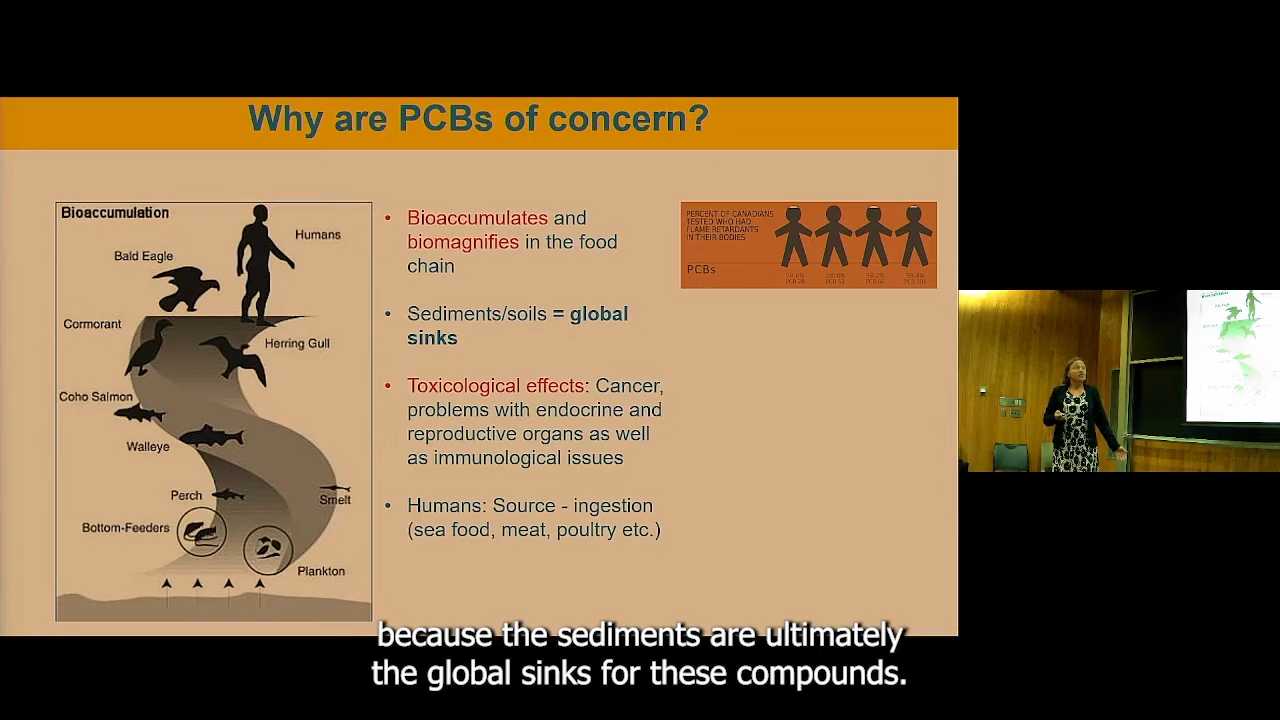 Why are PCBs of concern?
Bioaccumulation
Humans
Bald Eagle
Cormorant
Herring Gull
Coho Salmon
Walleye
Perch
Smelt
Bottom-Feeders
Plankton
• Bioaccumulates and
biomagnifies in the food
chain
• Sediments/soils = global
sinks
• Toxicological effects: Cancer,
problems with endocrine and
reproductive organs as well
as immunological issues
• Humans: Source - ingestion
(sea food, meat, poultry etc.)
PERCENT OF CANADIANS
TESTED WHO HAD
FLAME RETARDANTS
IN THEIR BODIES
PCBs
because the sediments are ultimately
the global sinks for these compounds.